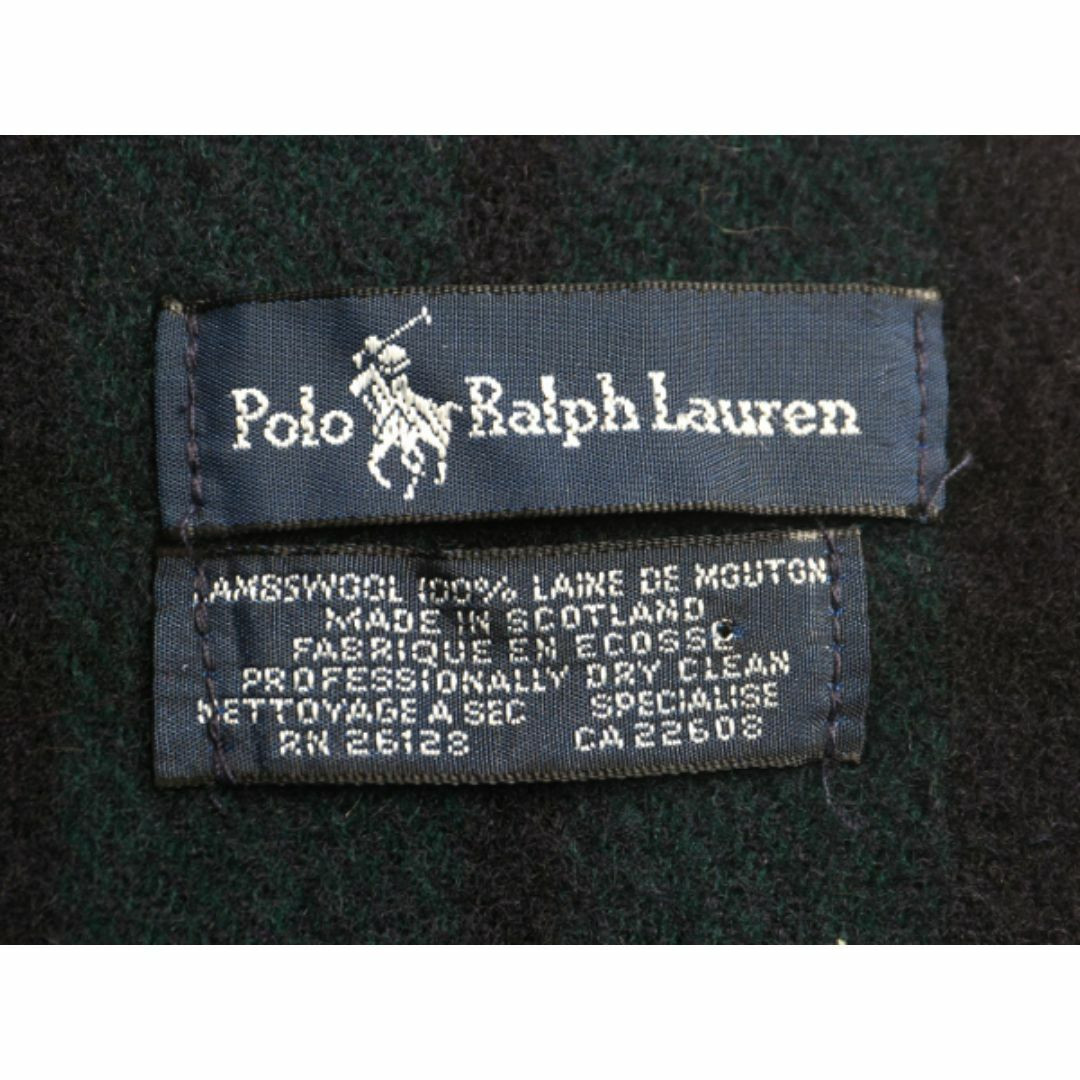 Polo Ralph Lauren
LAMBSWOOL 100% LAINE DE MOUTON
MADE IN SCOTLAND
FABRIQUE EN ECOSSE
PROFESSIONALLY DRY CLEAN
NETTOYAGE A SEC SPECIALISE
RN 26128 CA 22608